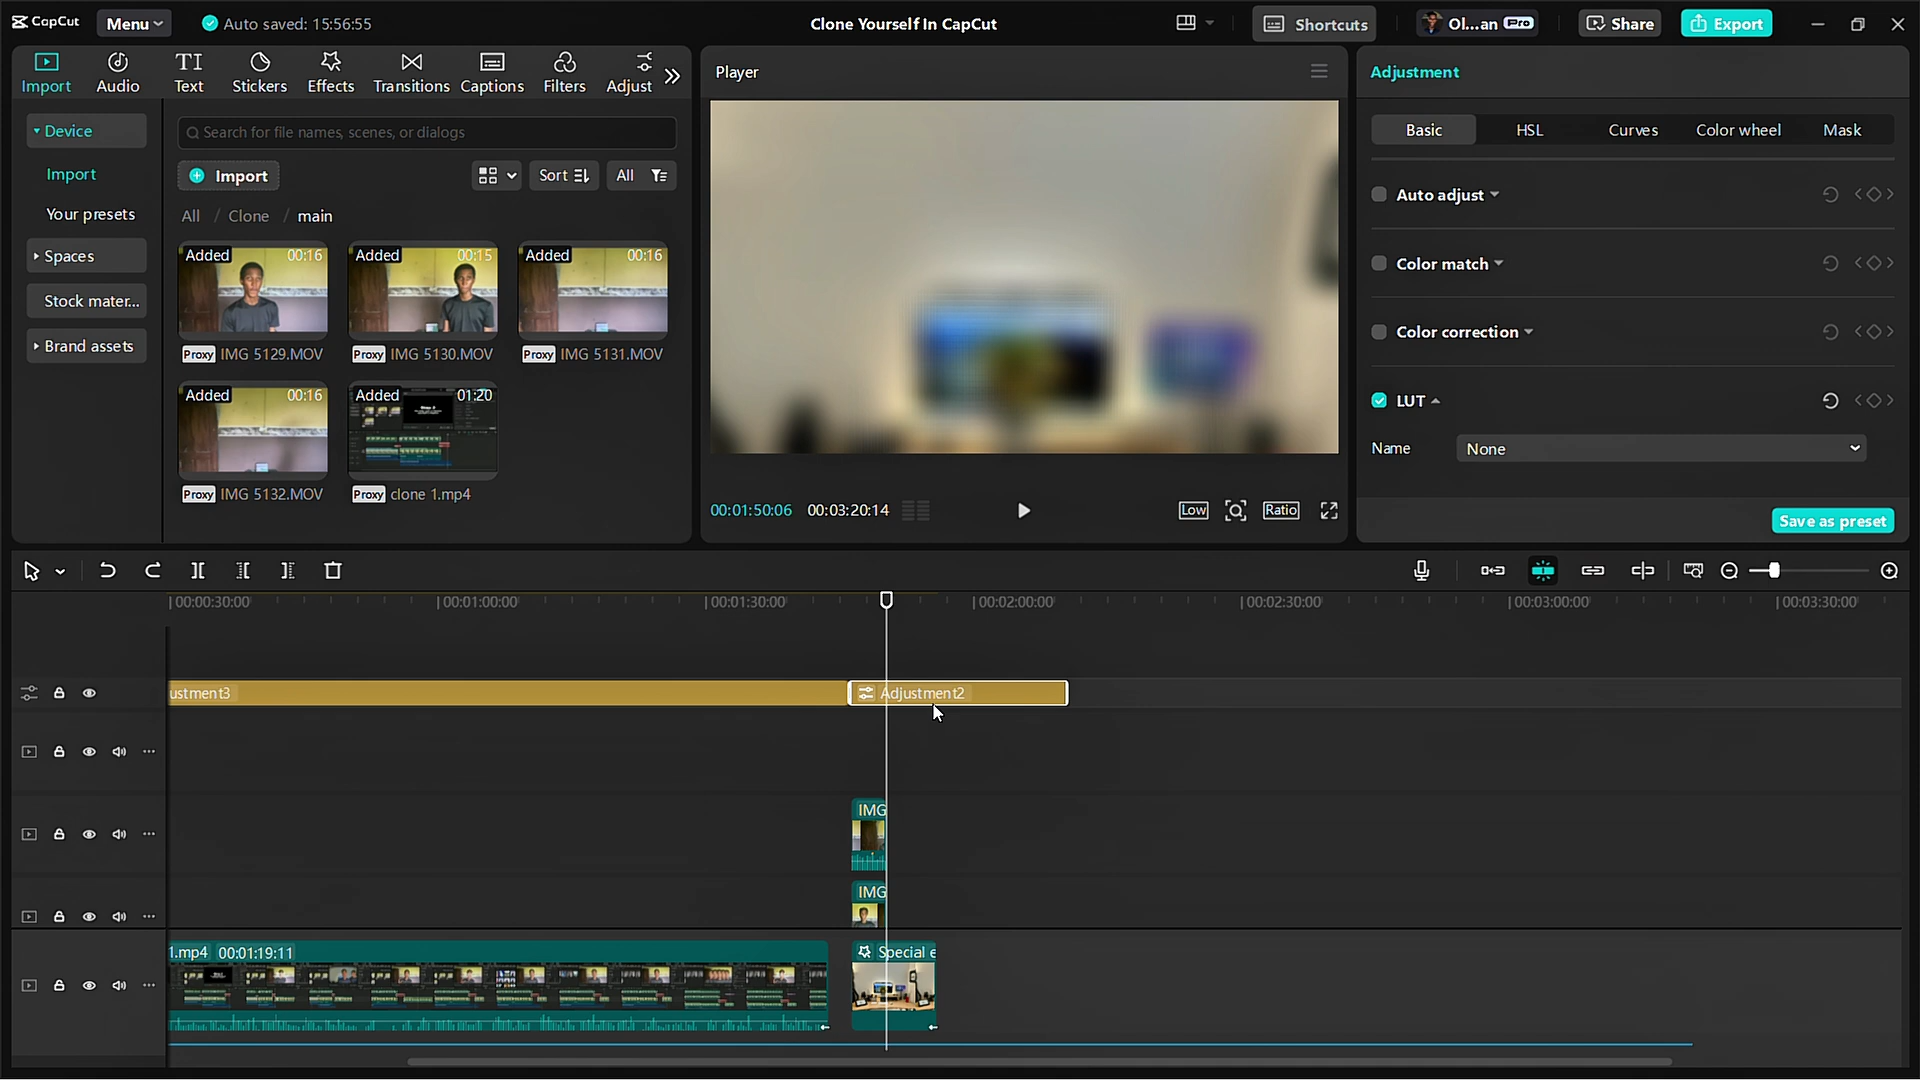 CapCut
Menu
Auto saved: 15:56:55
Clone Yourself In CapCut
Shortcuts
Ol...an Pro
Share
Export
Import
Audio
TI
Text
Stickers
Effects
Transitions
Captions
Filters
Adjust
Device
Import
Your presets
Spaces
Stock mater...
Brand assets
Search for file names, scenes, or dialogs
Import
Sort
All
All / Clone / main
Added 00:16
Added 00:15
Added 00:16
Proxy IMG 5129.MOV
Proxy IMG 5130.MOV
Proxy IMG 5131.MOV
Added 00:16
Added 01:20
Proxy IMG 5132.MOV
Proxy clone 1.mp4
Player
00:01:50:06 00:03:20:14
Low
Ratio
Adjustment
Basic
HSL
Curves
Color wheel
Mask
Auto adjust
Color match
Color correction
LUT
Name
None
Save as preset
00:00:30:00
00:01:00:00
00:01:30:00
00:02:00:00
00:02:30:00
00:03:00:00
00:03:30:00
ustment3
Adjustment2
IMG
IMG
1.mp4 00:01:19:11
Special e